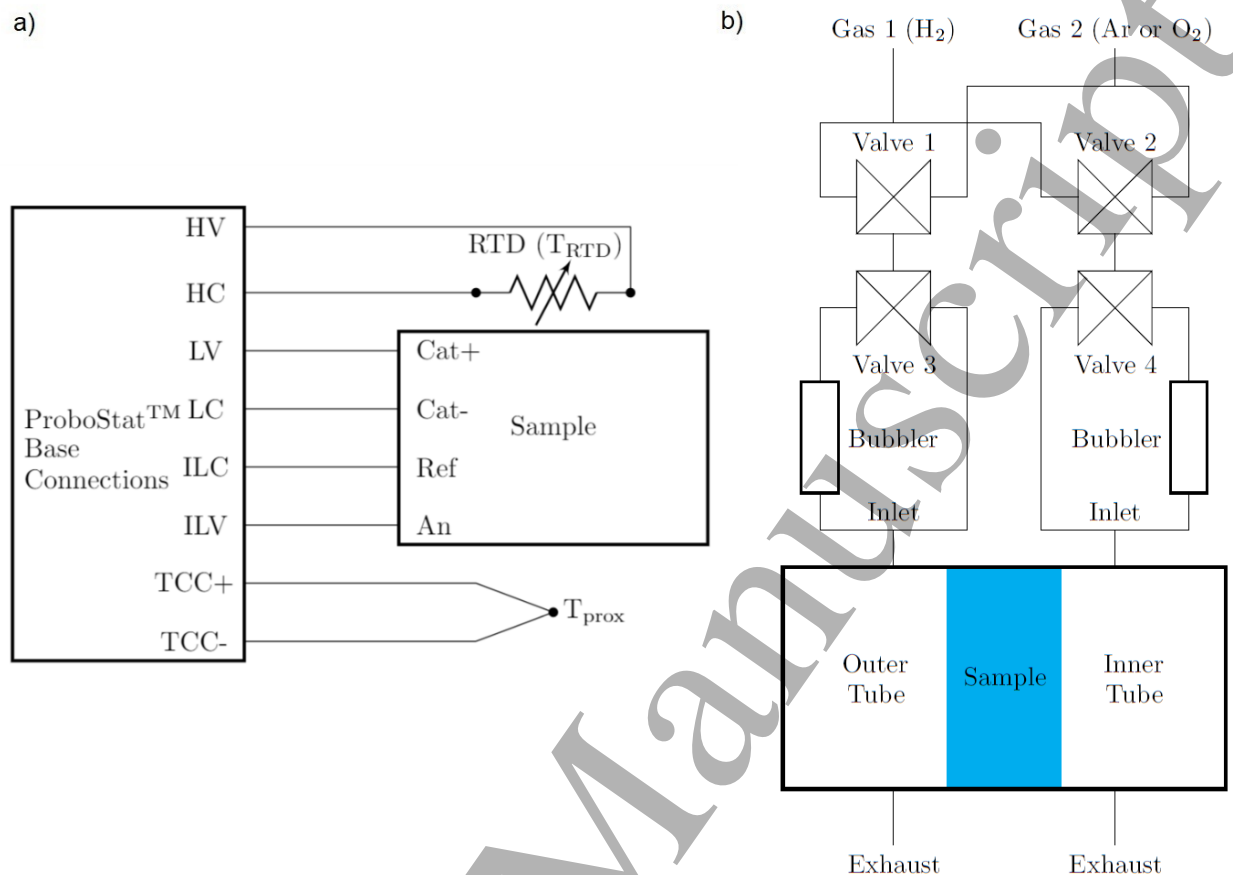 a)
HV
HC
LV
LC
ILC
ILV
TCC+
TCC-
ProboStat™
Base
Connections
RTD (T_RTD)
Cat+
Cat-
Ref
An
Sample
T_prox
b)
Gas 1 (H₂)
Gas 2 (Ar or O₂)
Valve 1
Valve 2
Valve 3
Valve 4
Bubbler
Bubbler
Inlet
Inlet
Outer
Tube
Sample
Inner
Tube
Exhaust
Exhaust
Manuscript